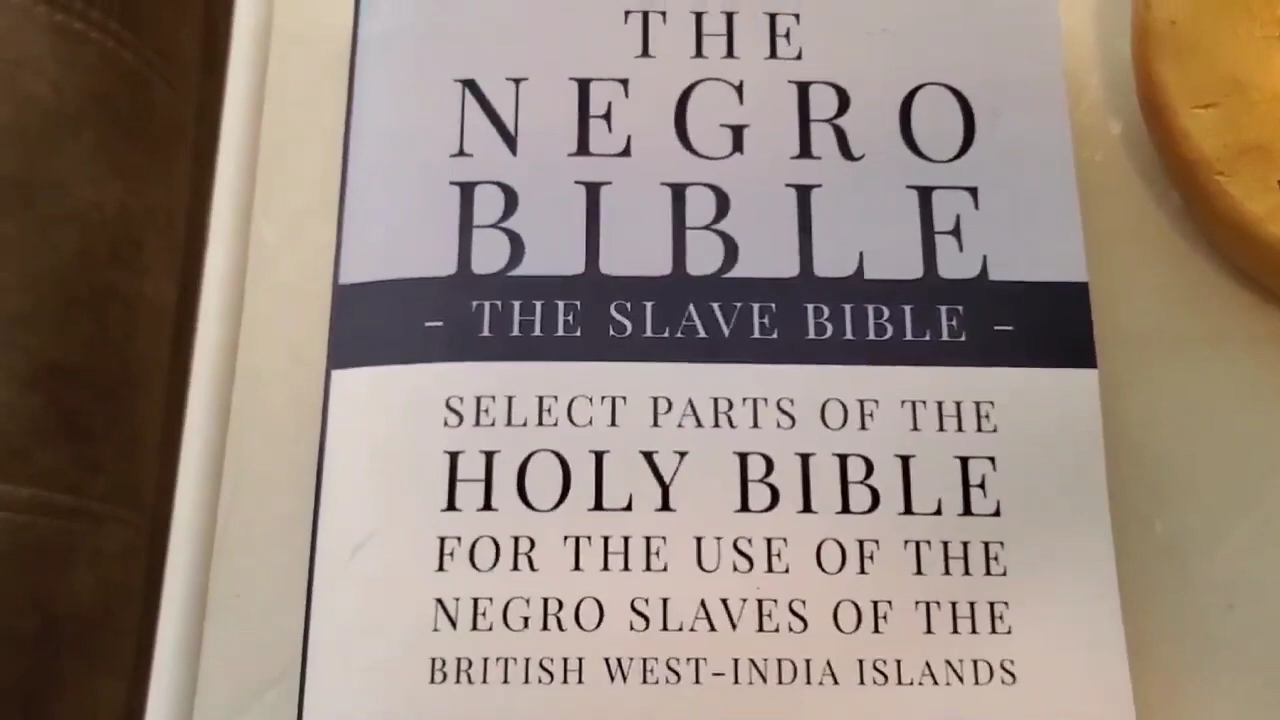 THE
NEGRO
BIBLE
- THE SLAVE BIBLE -
SELECT PARTS OF THE
HOLY BIBLE
FOR THE USE OF THE
NEGRO SLAVES OF THE
BRITISH WEST-INDIA ISLANDS